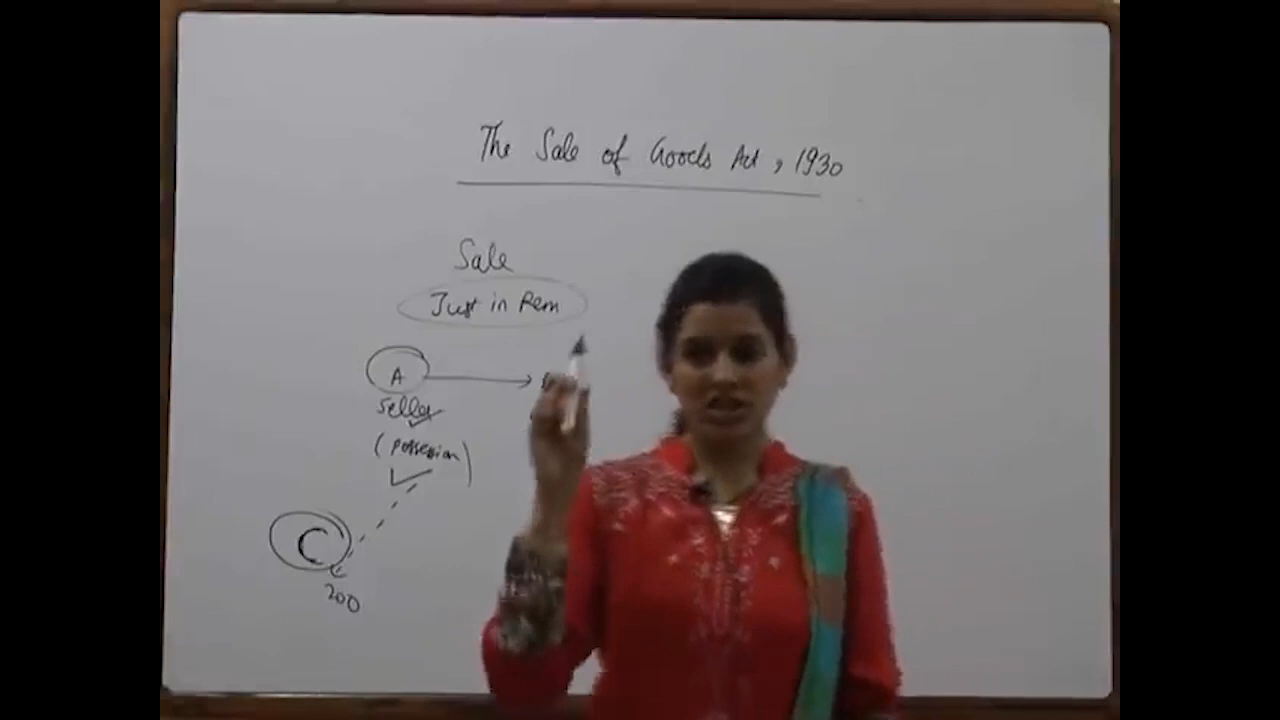 The Sale of Goods Act, 1930
Sale
Just in Rem
A
Seller
(Possession)
C
200